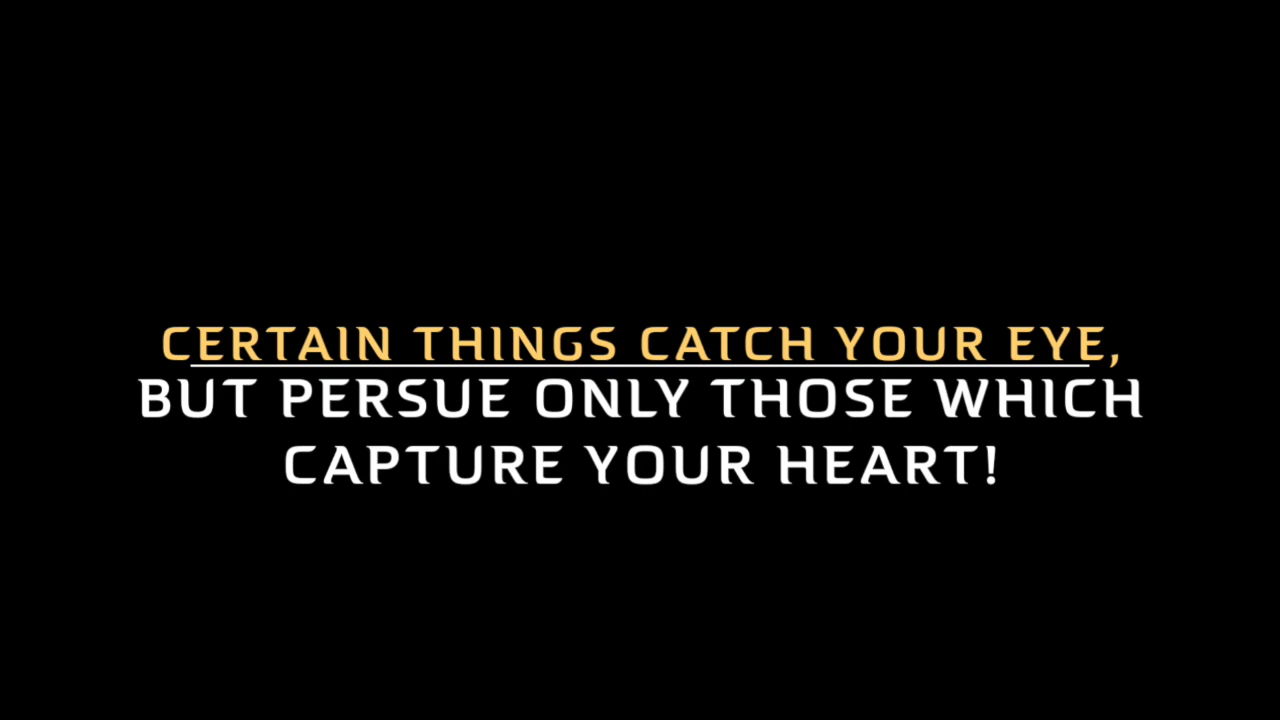 CERTAIN THINGS CATCH YOUR EYE,
BUT PERSUE ONLY THOSE WHICH
CAPTURE YOUR HEART!